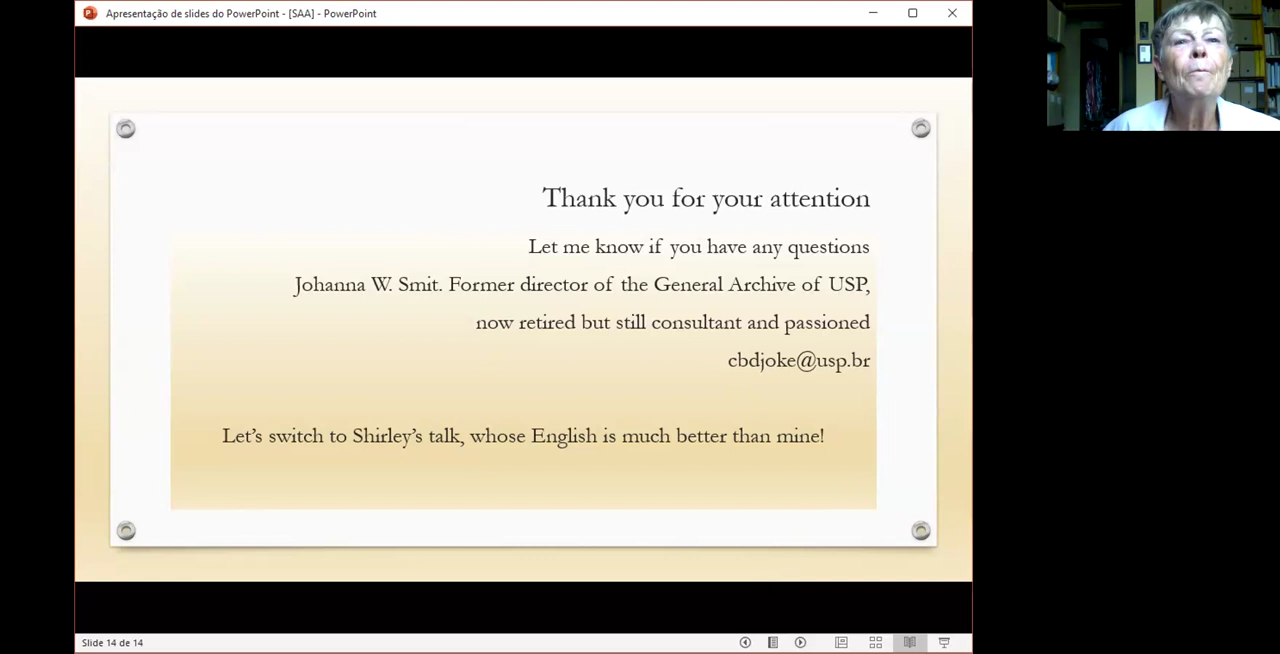 Apresentação de slides do PowerPoint - [SAA] - PowerPoint
Thank you for your attention
Let me know if you have any questions
Johanna W. Smit. Former director of the General Archive of USP,
now retired but still consultant and passioned
cbdjoke@usp.br
Let's switch to Shirley's talk, whose English is much better than mine!
Slide 14 de 14